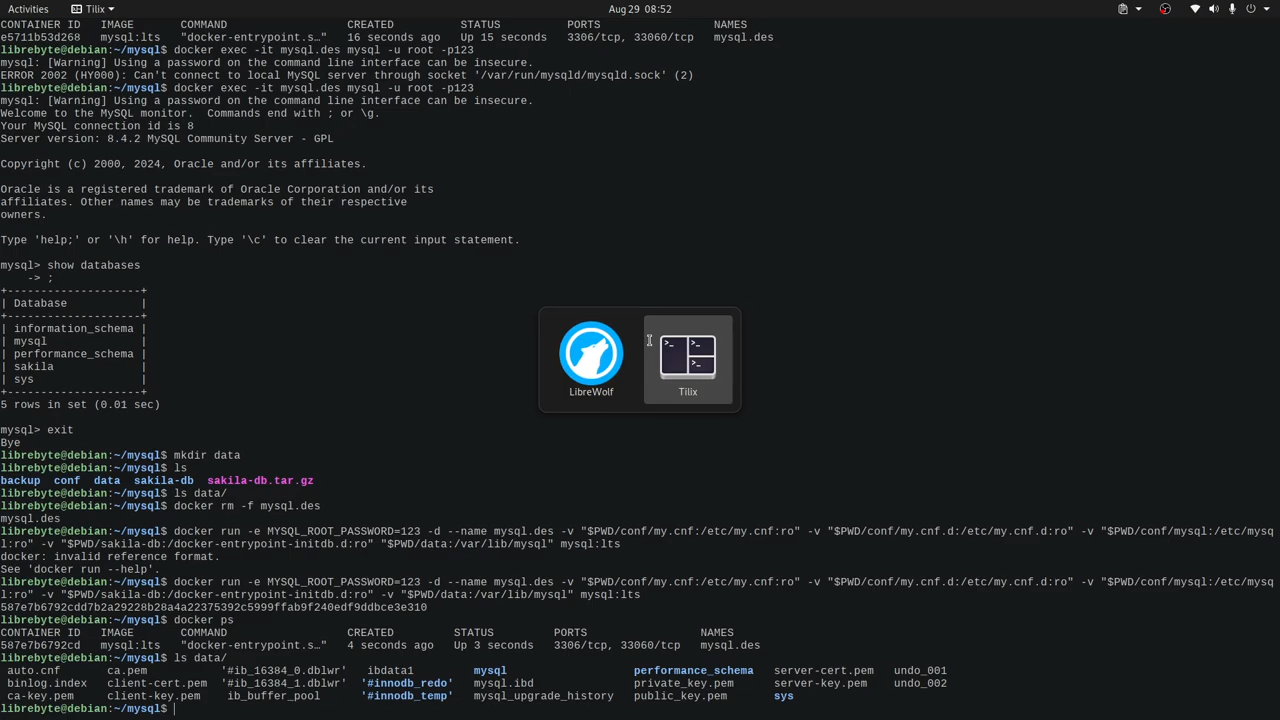 Activities Tilix Aug 29 08:52
CONTAINER ID IMAGE COMMAND CREATED STATUS PORTS NAMES
e5711b53d268 mysql:lts "docker-entrypoint.s…" 16 seconds ago Up 15 seconds 3306/tcp, 33060/tcp mysql.des
librebyte@debian:~/mysql$ docker exec -it mysql.des mysql -u root -p123
mysql: [Warning] Using a password on the command line interface can be insecure.
ERROR 2002 (HY000): Can't connect to local MySQL server through socket '/var/run/mysqld/mysqld.sock' (2)
librebyte@debian:~/mysql$ docker exec -it mysql.des mysql -u root -p123
mysql: [Warning] Using a password on the command line interface can be insecure.
Welcome to the MySQL monitor.  Commands end with ; or \g.
Your MySQL connection id is 8
Server version: 8.4.2 MySQL Community Server - GPL
Copyright (c) 2000, 2024, Oracle and/or its affiliates.
Oracle is a registered trademark of Oracle Corporation and/or its
affiliates. Other names may be trademarks of their respective
owners.
Type 'help;' or '\h' for help. Type '\c' to clear the current input statement.
mysql> show databases
    -> ;
+--------------------+
| Database           |
+--------------------+
| information_schema |
| mysql              |
| performance_schema |
| sakila             |
| sys                |
+--------------------+
5 rows in set (0.01 sec)
LibreWolf Tilix
mysql> exit
Bye
librebyte@debian:~/mysql$ mkdir data
librebyte@debian:~/mysql$ ls
backup  conf  data  sakila-db  sakila-db.tar.gz
librebyte@debian:~/mysql$ ls data/
librebyte@debian:~/mysql$ docker rm -f mysql.des
mysql.des
librebyte@debian:~/mysql$ docker run -e MYSQL_ROOT_PASSWORD=123 -d --name mysql.des -v "$PWD/conf/my.cnf:/etc/my.cnf:ro" -v "$PWD/conf/my.cnf.d:/etc/my.cnf.d:ro" -v "$PWD/conf/mysql:/etc/mysq
l:ro" -v "$PWD/sakila-db:/docker-entrypoint-initdb.d:ro" "$PWD/data:/var/lib/mysql" mysql:lts
docker: invalid reference format.
See 'docker run --help'.
librebyte@debian:~/mysql$ docker run -e MYSQL_ROOT_PASSWORD=123 -d --name mysql.des -v "$PWD/conf/my.cnf:/etc/my.cnf:ro" -v "$PWD/conf/my.cnf.d:/etc/my.cnf.d:ro" -v "$PWD/conf/mysql:/etc/mysq
l:ro" -v "$PWD/sakila-db:/docker-entrypoint-initdb.d:ro" -v "$PWD/data:/var/lib/mysql" mysql:lts
587e7b6792cdd7b2a29228b28a4a22375392c5999ffab9f240edf9ddbce3e310
librebyte@debian:~/mysql$ docker ps
CONTAINER ID IMAGE COMMAND CREATED STATUS PORTS NAMES
587e7b6792cd mysql:lts "docker-entrypoint.s…" 4 seconds ago Up 3 seconds 3306/tcp, 33060/tcp mysql.des
librebyte@debian:~/mysql$ ls data/
auto.cnf ca.pem '#ib_16384_0.dblwr' ibdata1 mysql performance_schema server-cert.pem undo_001
binlog.index client-cert.pem '#ib_16384_1.dblwr' '#innodb_redo' mysql.ibd private_key.pem server-key.pem undo_002
ca-key.pem client-key.pem ib_buffer_pool '#innodb_temp' mysql_upgrade_history public_key.pem sys
librebyte@debian:~/mysql$